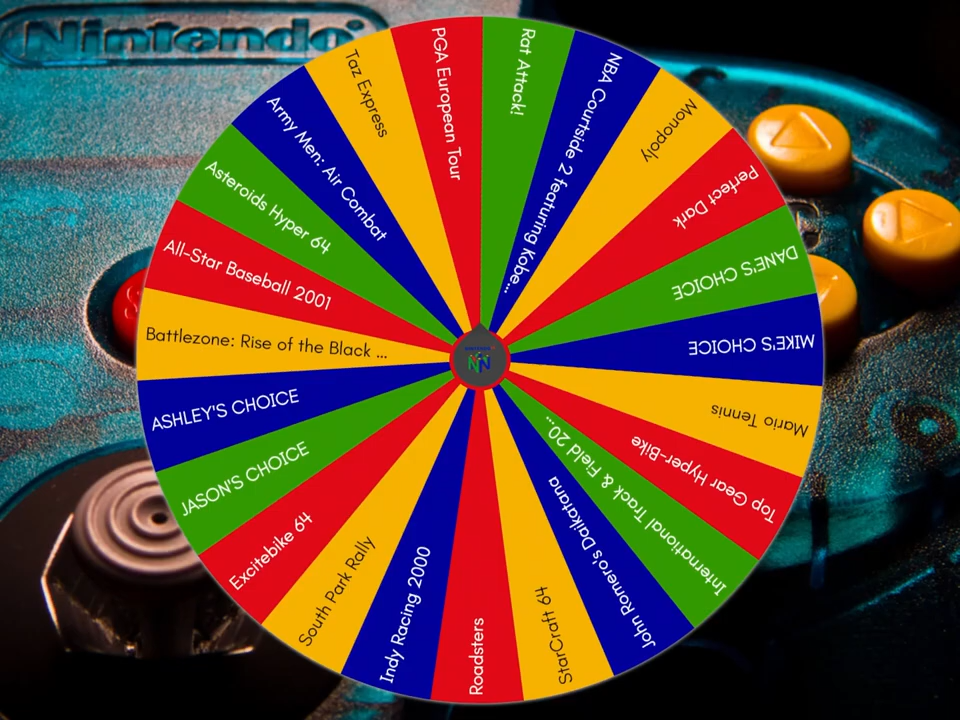 Nintendo
Rat Attack!
NBA Courtside 2 featuring Kobe...
Monopoly
Perfect Dark
DANE'S CHOICE
MIKE'S CHOICE
Mario Tennis
Top Gear Hyper-Bike
International Track & Field 20...
John Romero's Daikatana
StarCraft 64
Roadsters
Indy Racing 2000
South Park Rally
Excitebike 64
JASON'S CHOICE
ASHLEY'S CHOICE
Battlezone: Rise of the Black ...
All-Star Baseball 2001
Asteroids Hyper 64
Army Men: Air Combat
Taz Express
PGA European Tour